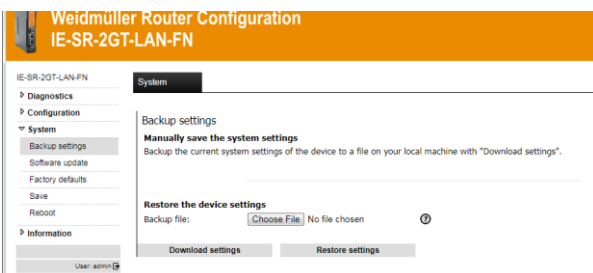 Weidmüller Router Configuration
IE-SR-2GT-LAN-FN
IE-SR-2GT-LAN-FN
Diagnostics
Configuration
System
Backup settings
Software update
Factory defaults
Save
Reboot
Information
User: admin
System
Backup settings
Manually save the system settings
Backup the current system settings of the device to a file on your local machine with "Download settings".
Restore the device settings
Backup file: Choose File No file chosen ?
Download settings Restore settings